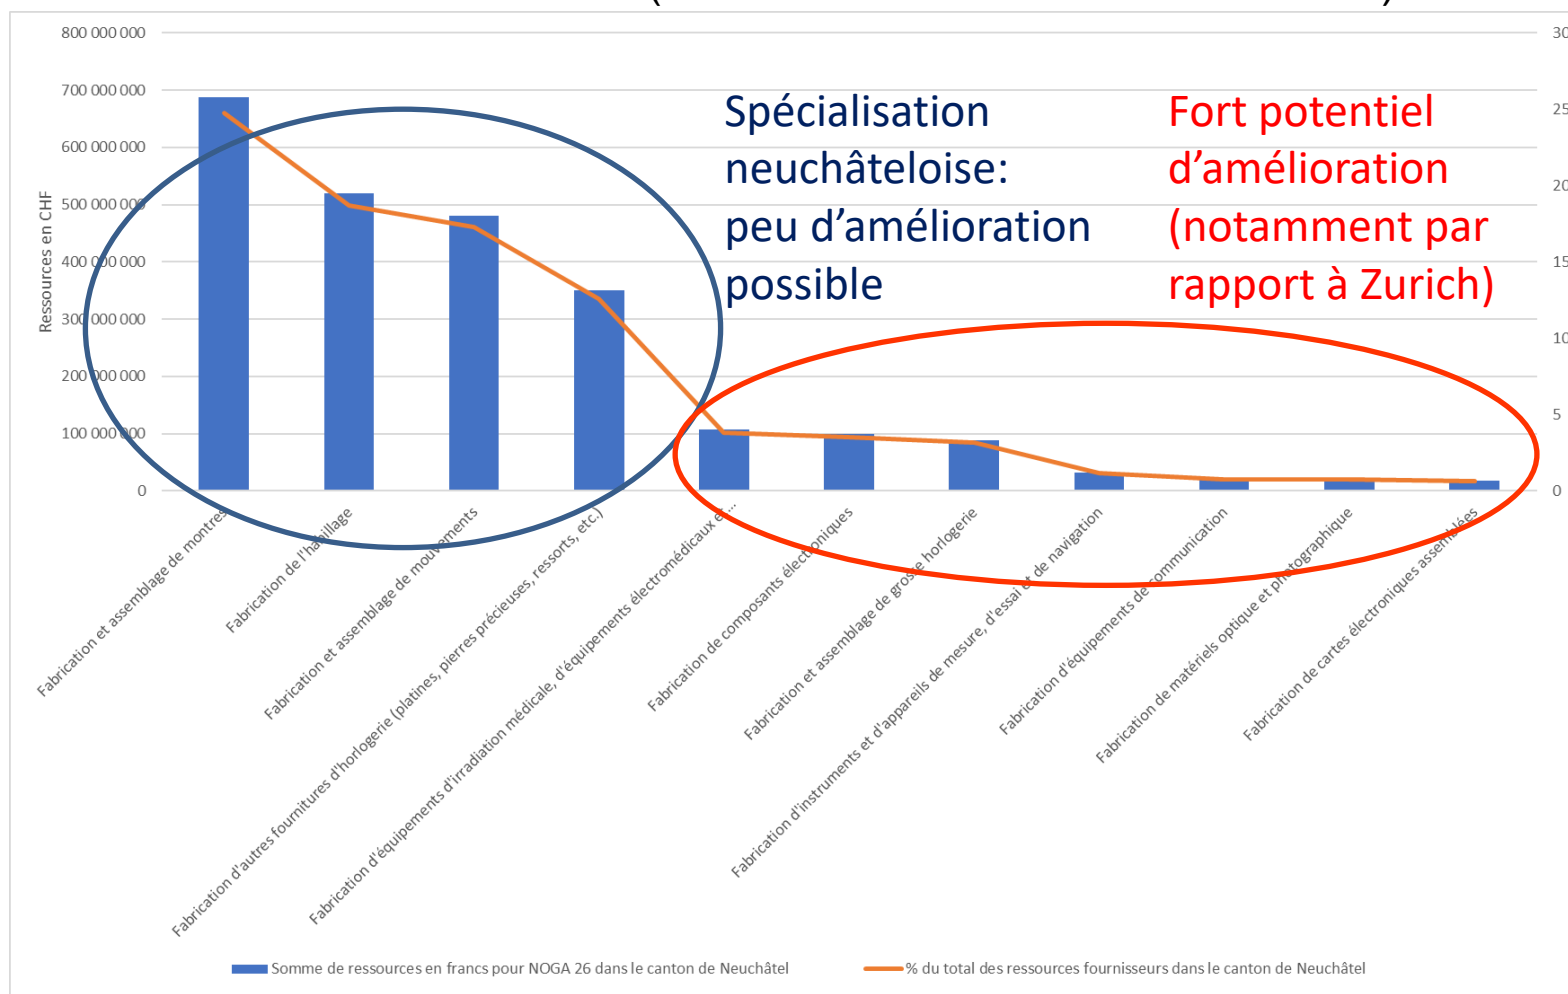 (
)
800 000 000
700 000 000
600 000 000
500 000 000
400 000 000
300 000 000
200 000 000
100 000 000
0
Ressources en CHF
30
25
20
15
10
5
0
Spécialisation
neuchâteloise:
peu d'amélioration
possible
Fort potentiel
d'amélioration
(notamment par
rapport à Zurich)
Fabrication et assemblage de montres
Fabrication de l'habillage
Fabrication et assemblage de mouvements
Fabrication d'autres fournitures d'horlogerie (platines, pierres précieuses, ressorts, etc.)
Fabrication d'équipements d'irradiation médicale, d'équipements électromédicaux et ...
Fabrication de composants électroniques
Fabrication et assemblage de grosse horlogerie
Fabrication d'instruments et d'appareils de mesure, d'essai et de navigation
Fabrication d'équipements de communication
Fabrication de matériels optique et photographique
Fabrication de cartes électroniques assemblées
Somme de ressources en francs pour NOGA 26 dans le canton de Neuchâtel
% du total des ressources fournisseurs dans le canton de Neuchâtel